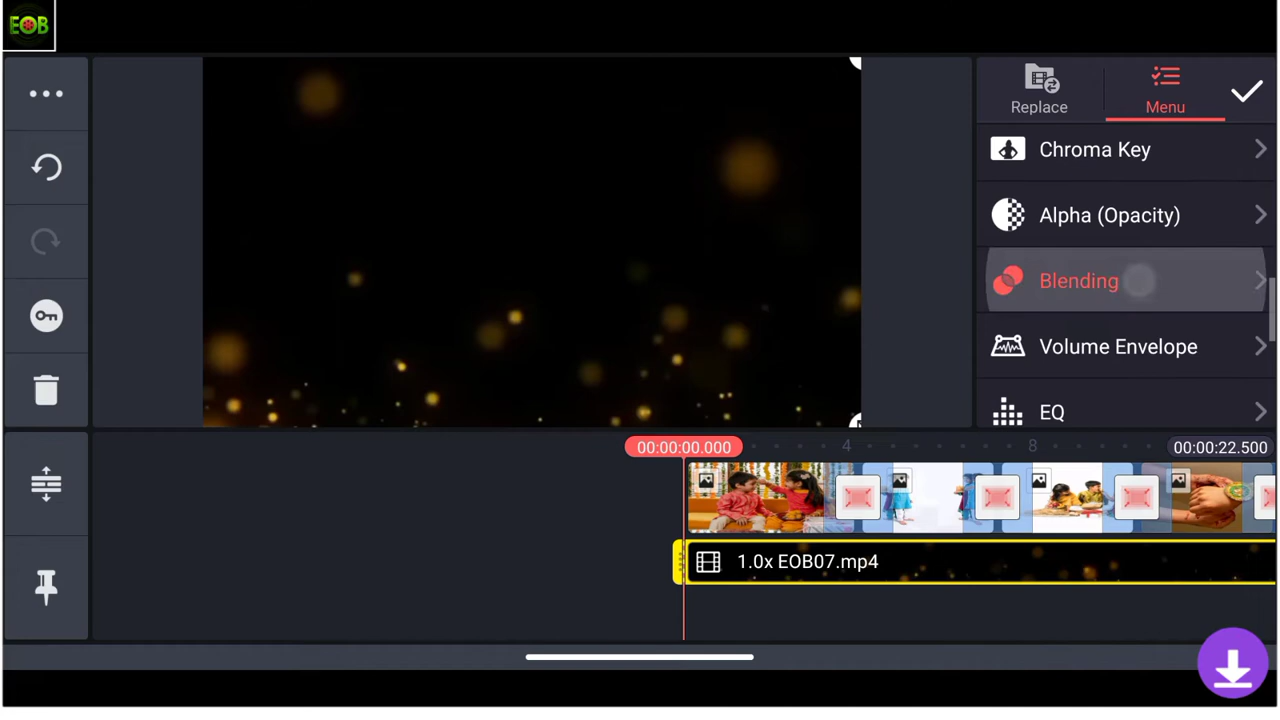 EOB
Replace
Menu
Chroma Key
Alpha (Opacity)
Blending
Volume Envelope
EQ
00:00:00.000
4
8
00:00:22.500
1.0x EOB07.mp4